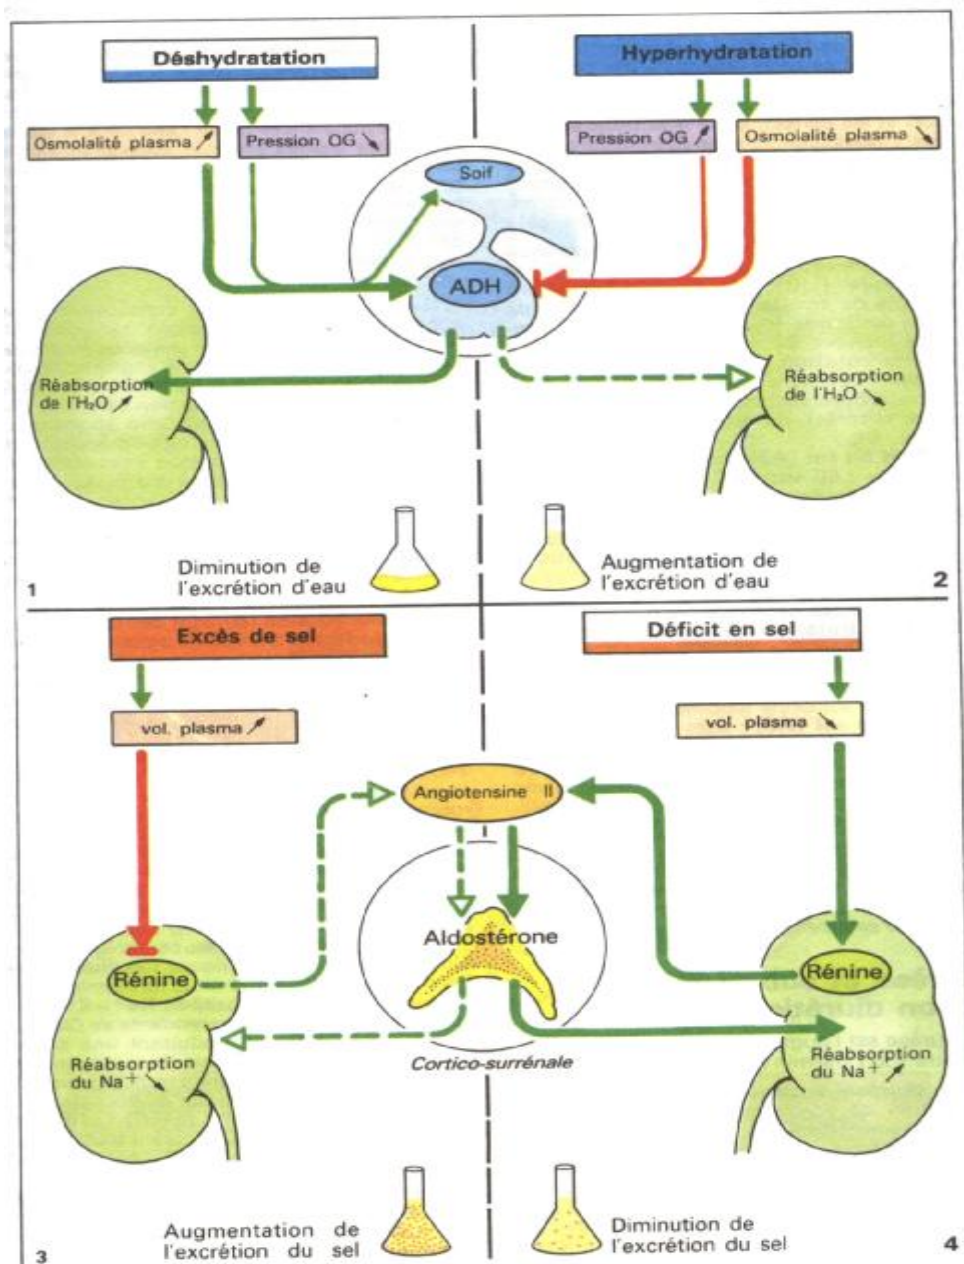 Déshydratation
Osmolalité plasma
Pression OG
Hyperhydratation
Pression OG
Osmolalité plasma
Soif
ADH
Réabsorption
de l'H₂O
Réabsorption
de l'H₂O
Diminution de
l'excrétion d'eau
1
Augmentation de
l'excrétion d'eau
2
Excès de sel
vol. plasma
Déficit en sel
vol. plasma
Angiotensine II
Aldostérone
Cortico-surrénale
Rénine
Réabsorption
du Na⁺
Rénine
Réabsorption
du Na⁺
Augmentation de
l'excrétion du sel
3
Diminution de
l'excrétion du sel
4